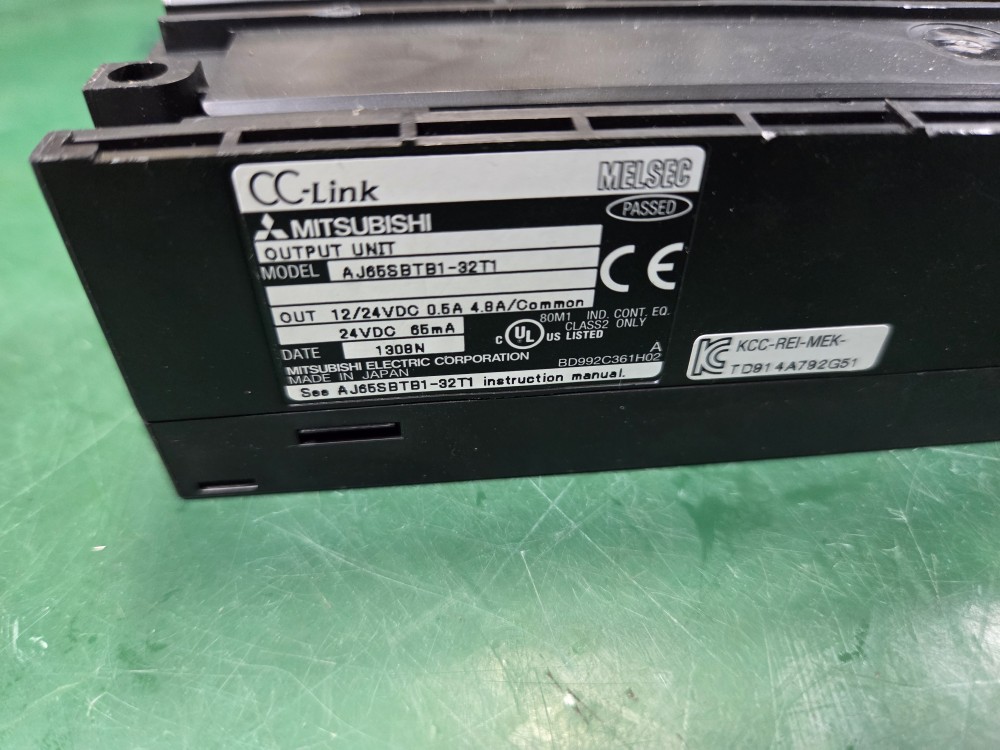 CC-Link MELSEC
PASSED
MITSUBISHI
OUTPUT UNIT
MODEL AJ65SBTB1-32T1
CE
OUT 12/24VDC 0.5A 4.8A/Common
24VDC 65mA
80M1 IND. CONT. EQ.
CLASS2 ONLY
C UL US LISTED
DATE 1308N
A
MITSUBISHI ELECTRIC CORPORATION BD992C361H02
MADE IN JAPAN
See AJ65SBTB1-32T1 instruction manual.
KCC-REI-MEK-
TD914A792G51